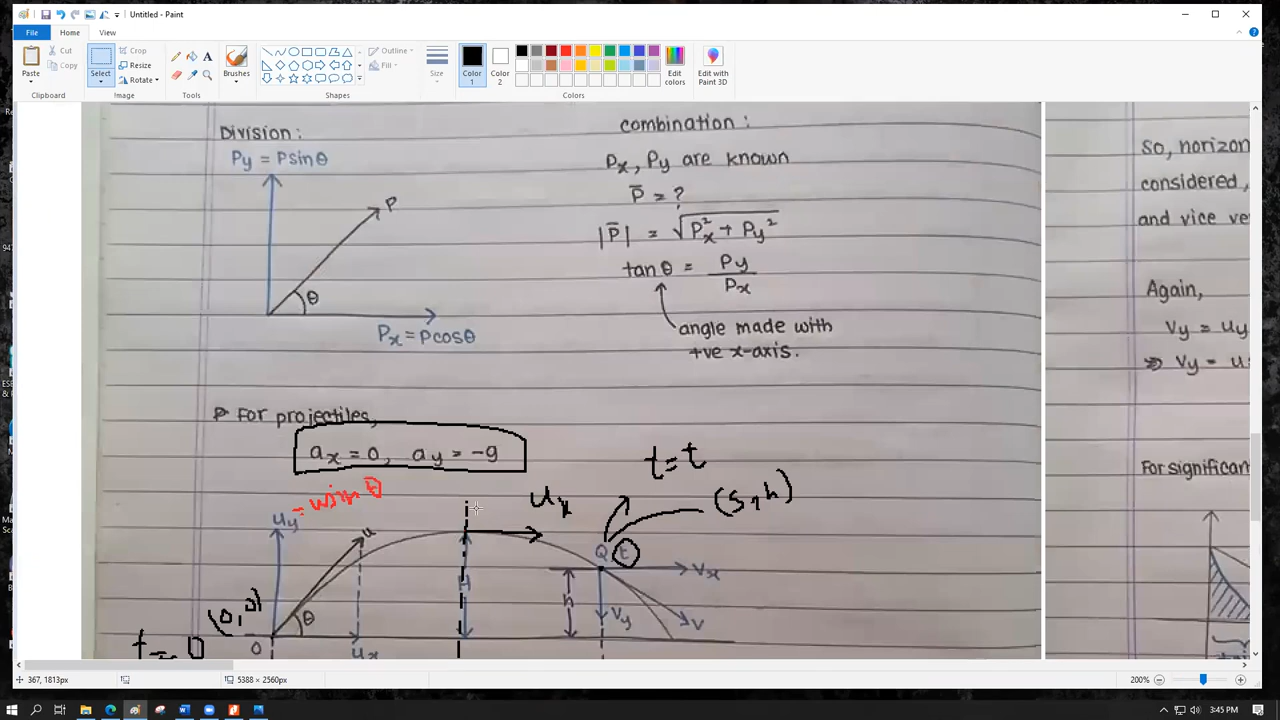 Untitled - Paint
File
Home
View
Paste
Cut
Copy
Clipboard
Select
Crop
Resize
Rotate
Image
Tools
Brushes
Shapes
Outline
Fill
Size
Color 1
Color 2
Edit colors
Edit with Paint 3D
Colors
Division:
Py = Psinθ
P
θ
Px = Pcosθ
combination:
Px, Py are known
P̄ = ?
|P̄| = √Px² + Py²
tanθ = Py/Px
angle made with
+ve x-axis.
So, horizon
considered,
and vice ve
Again,
Vy = uy
⇒ Vy = u
For significan
For projectiles,
ax = 0, ay = -g
t = t
(s, h)
= usin θ
uy
u
ux
Q t
H
h
Vx
Vy
V
(0,0)
θ
t = 0
O
ux
367, 1813px
5388 × 2560px
200%
3:45 PM